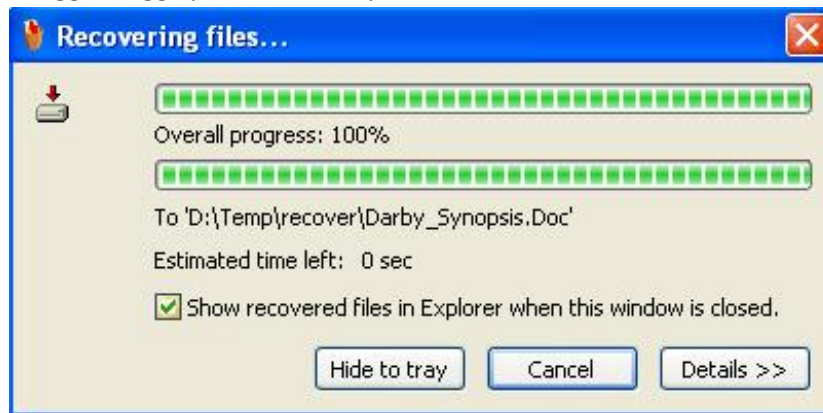 Recovering files...
Overall progress: 100%
To 'D:\Temp\recover\Darby_Synopsis.Doc'
Estimated time left: 0 sec
Show recovered files in Explorer when this window is closed.
Hide to tray Cancel Details >>